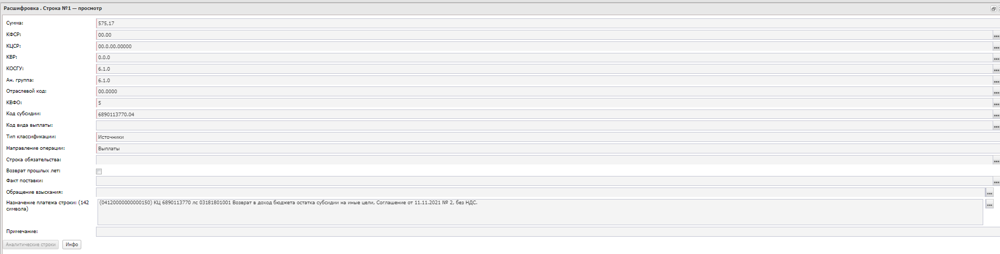 Расшифровка . Строка №1 — просмотр
Сумма: 575,17
КФСР: 00.00
КЦСР: 00.0.00.00000
КВР: 0.0.0
КОСГУ: 6.1.0
Ан. группа: 6.1.0
Отраслевой код: 00.0000
КВФО: 5
Код субсидии: 6890113770.04
Код вида выплаты:
Тип классификации: Источники
Направление операции: Выплаты
Строка обязательства:
Возврат прошлых лет:
Факт поставки:
Обращение взыскания:
Назначение платежа строки: (142 (04120000000000150) КЦ 6890113770 лс 03181801001 Возврат в доход бюджета остатка субсидии на иные цели, Соглашение от 11.11.2021 № 2, без НДС.
символа)
Примечание:
Аналитические строки Инфо